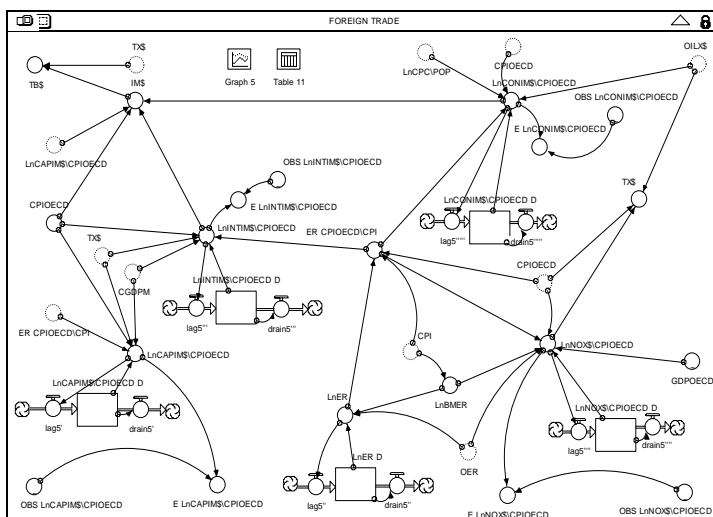 FOREIGN TRADE
TX$
TB$
IM$
Graph 5
Table 11
LnCPC\POP
CPIOECD
LnCONIM$\CPIOECD
OILX$
OBS LnCONIM$\CPIOECD
E LnCONIM$\CPIOECD
LnCAPIM$\CPIOECD
OBS LnINTIM$\CPIOECD
E LnINTIM$\CPIOECD
TX$
CPIOECD
LnINTIM$\CPIOECD
ER CPIOECD\CPI
LnCONIM$\CPIOECD D
lag5""'
drain5""'
TX$
CGDPM
LnINTIM$\CPIOECD D
CPIOECD
lag5'''
drain5'''
ER CPIOECD\CPI
CPI
LnCAPIM$\CPIOECD
LnNOX$\CPIOECD
GDPOECD
LnCAPIM$\CPIOECD D
LnBMER
LnER
LnNOX$\CPIOECD D
lag5'
drain5'
lag5""
drain5""
LnER D
OER
lag5"
drain5"
OBS LnCAPIM$\CPIOECD
E LnCAPIM$\CPIOECD
E LnNOX$\CPIOECD
OBS LnNOX$\CPIOECD